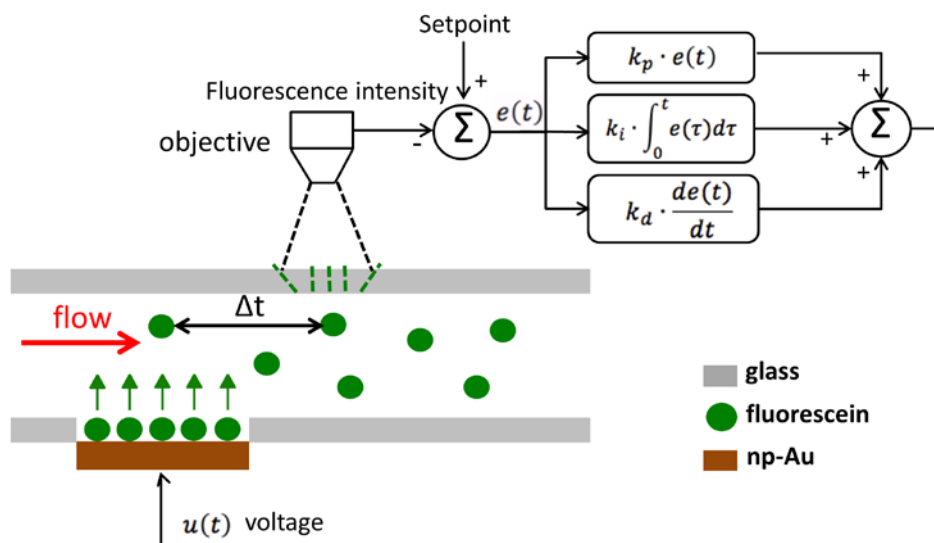 Setpoint
+
Fluorescence intensity
objective
Σ
-
e(t)
k_p · e(t)
k_i · ∫_0^t e(τ)dτ
k_d · de(t)/dt
+
+
+
Σ
flow
Δt
glass
fluorescein
np-Au
u(t) voltage